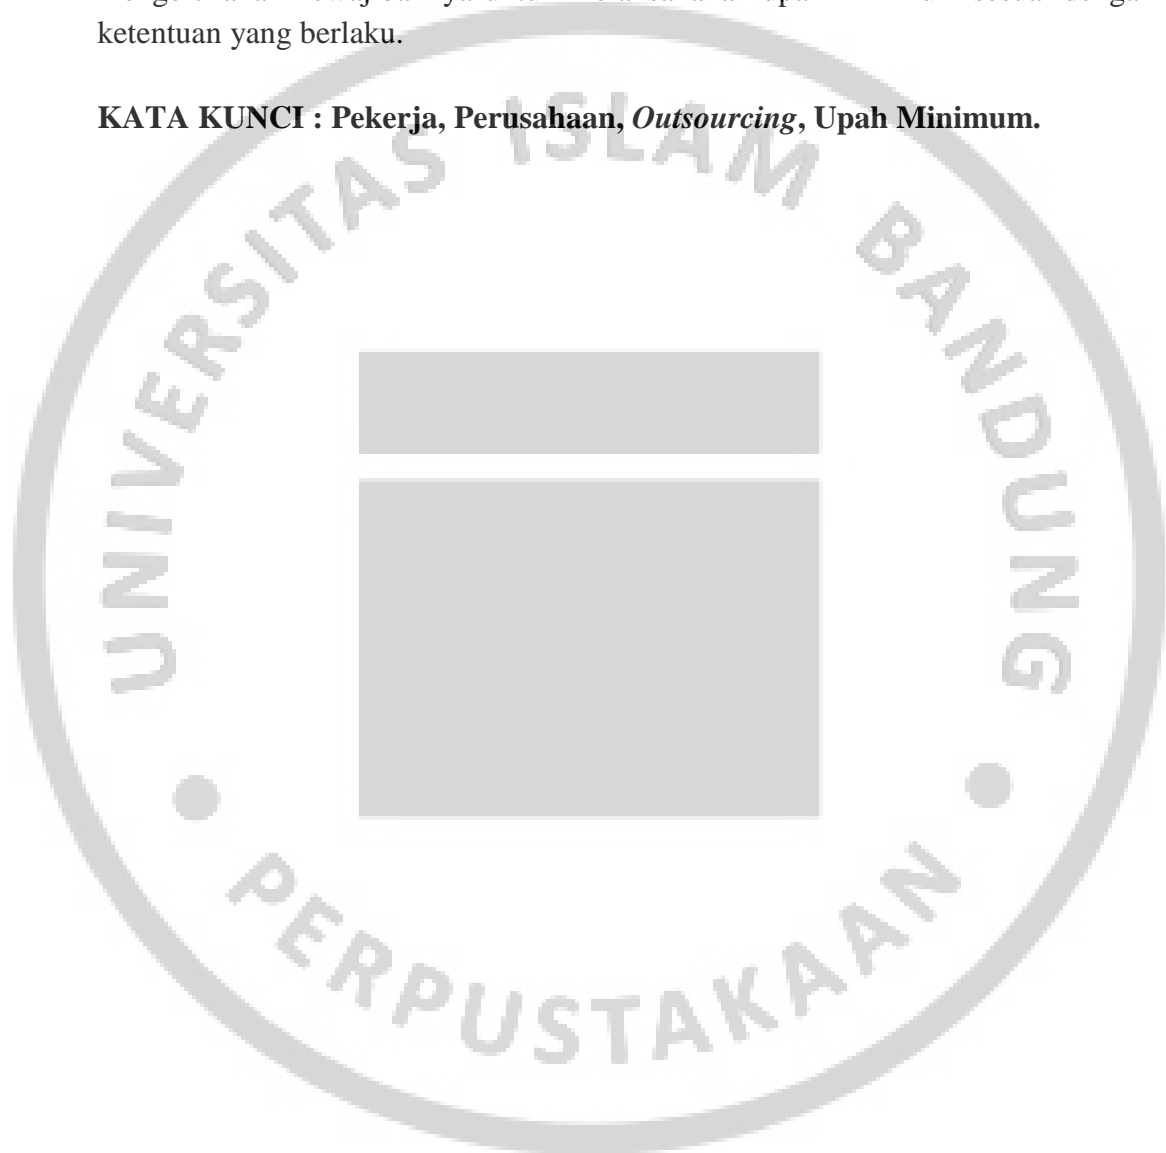 ketentuan yang berlaku.
KATA KUNCI : Pekerja, Perusahaan, Outsourcing, Upah Minimum.
UNIVERSITAS ISLAM BANDUNG
PERPUSTAKAAN